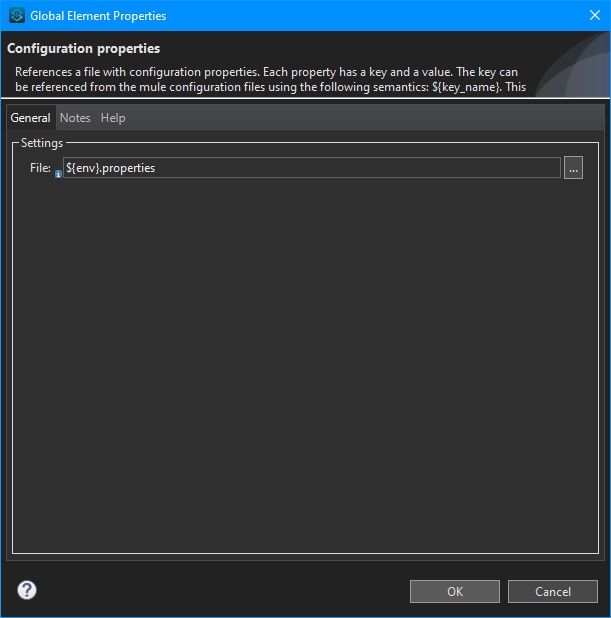 Global Element Properties
Configuration properties
References a file with configuration properties. Each property has a key and a value. The key can
be referenced from the mule configuration files using the following semantics: ${key_name}. This
General Notes Help
Settings
File: ${env}.properties ...
OK Cancel